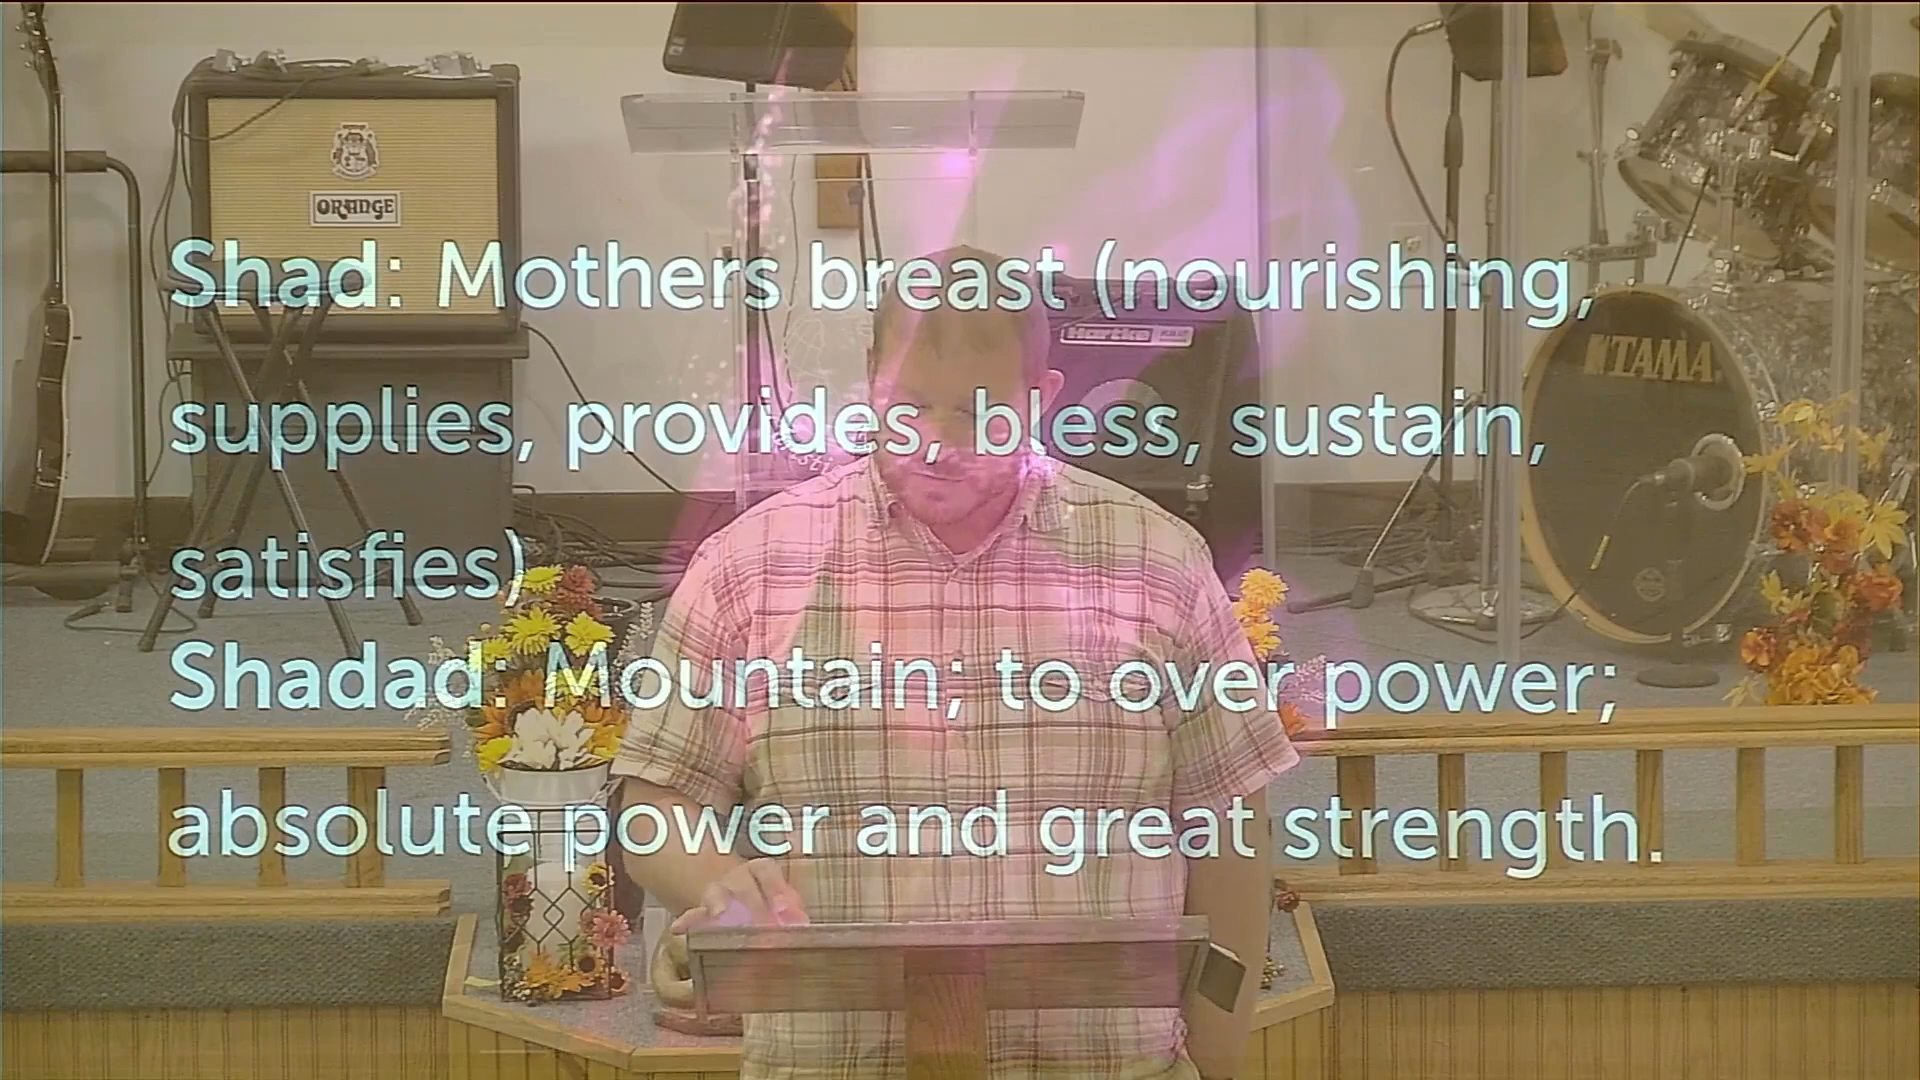 ORANGE
Shad: Mothers breast (nourishing,
Hartke
supplies, provides, bless, sustain,
TAMA
satisfies)
Shadad: Mountain; to over power;
absolute power and great strength.